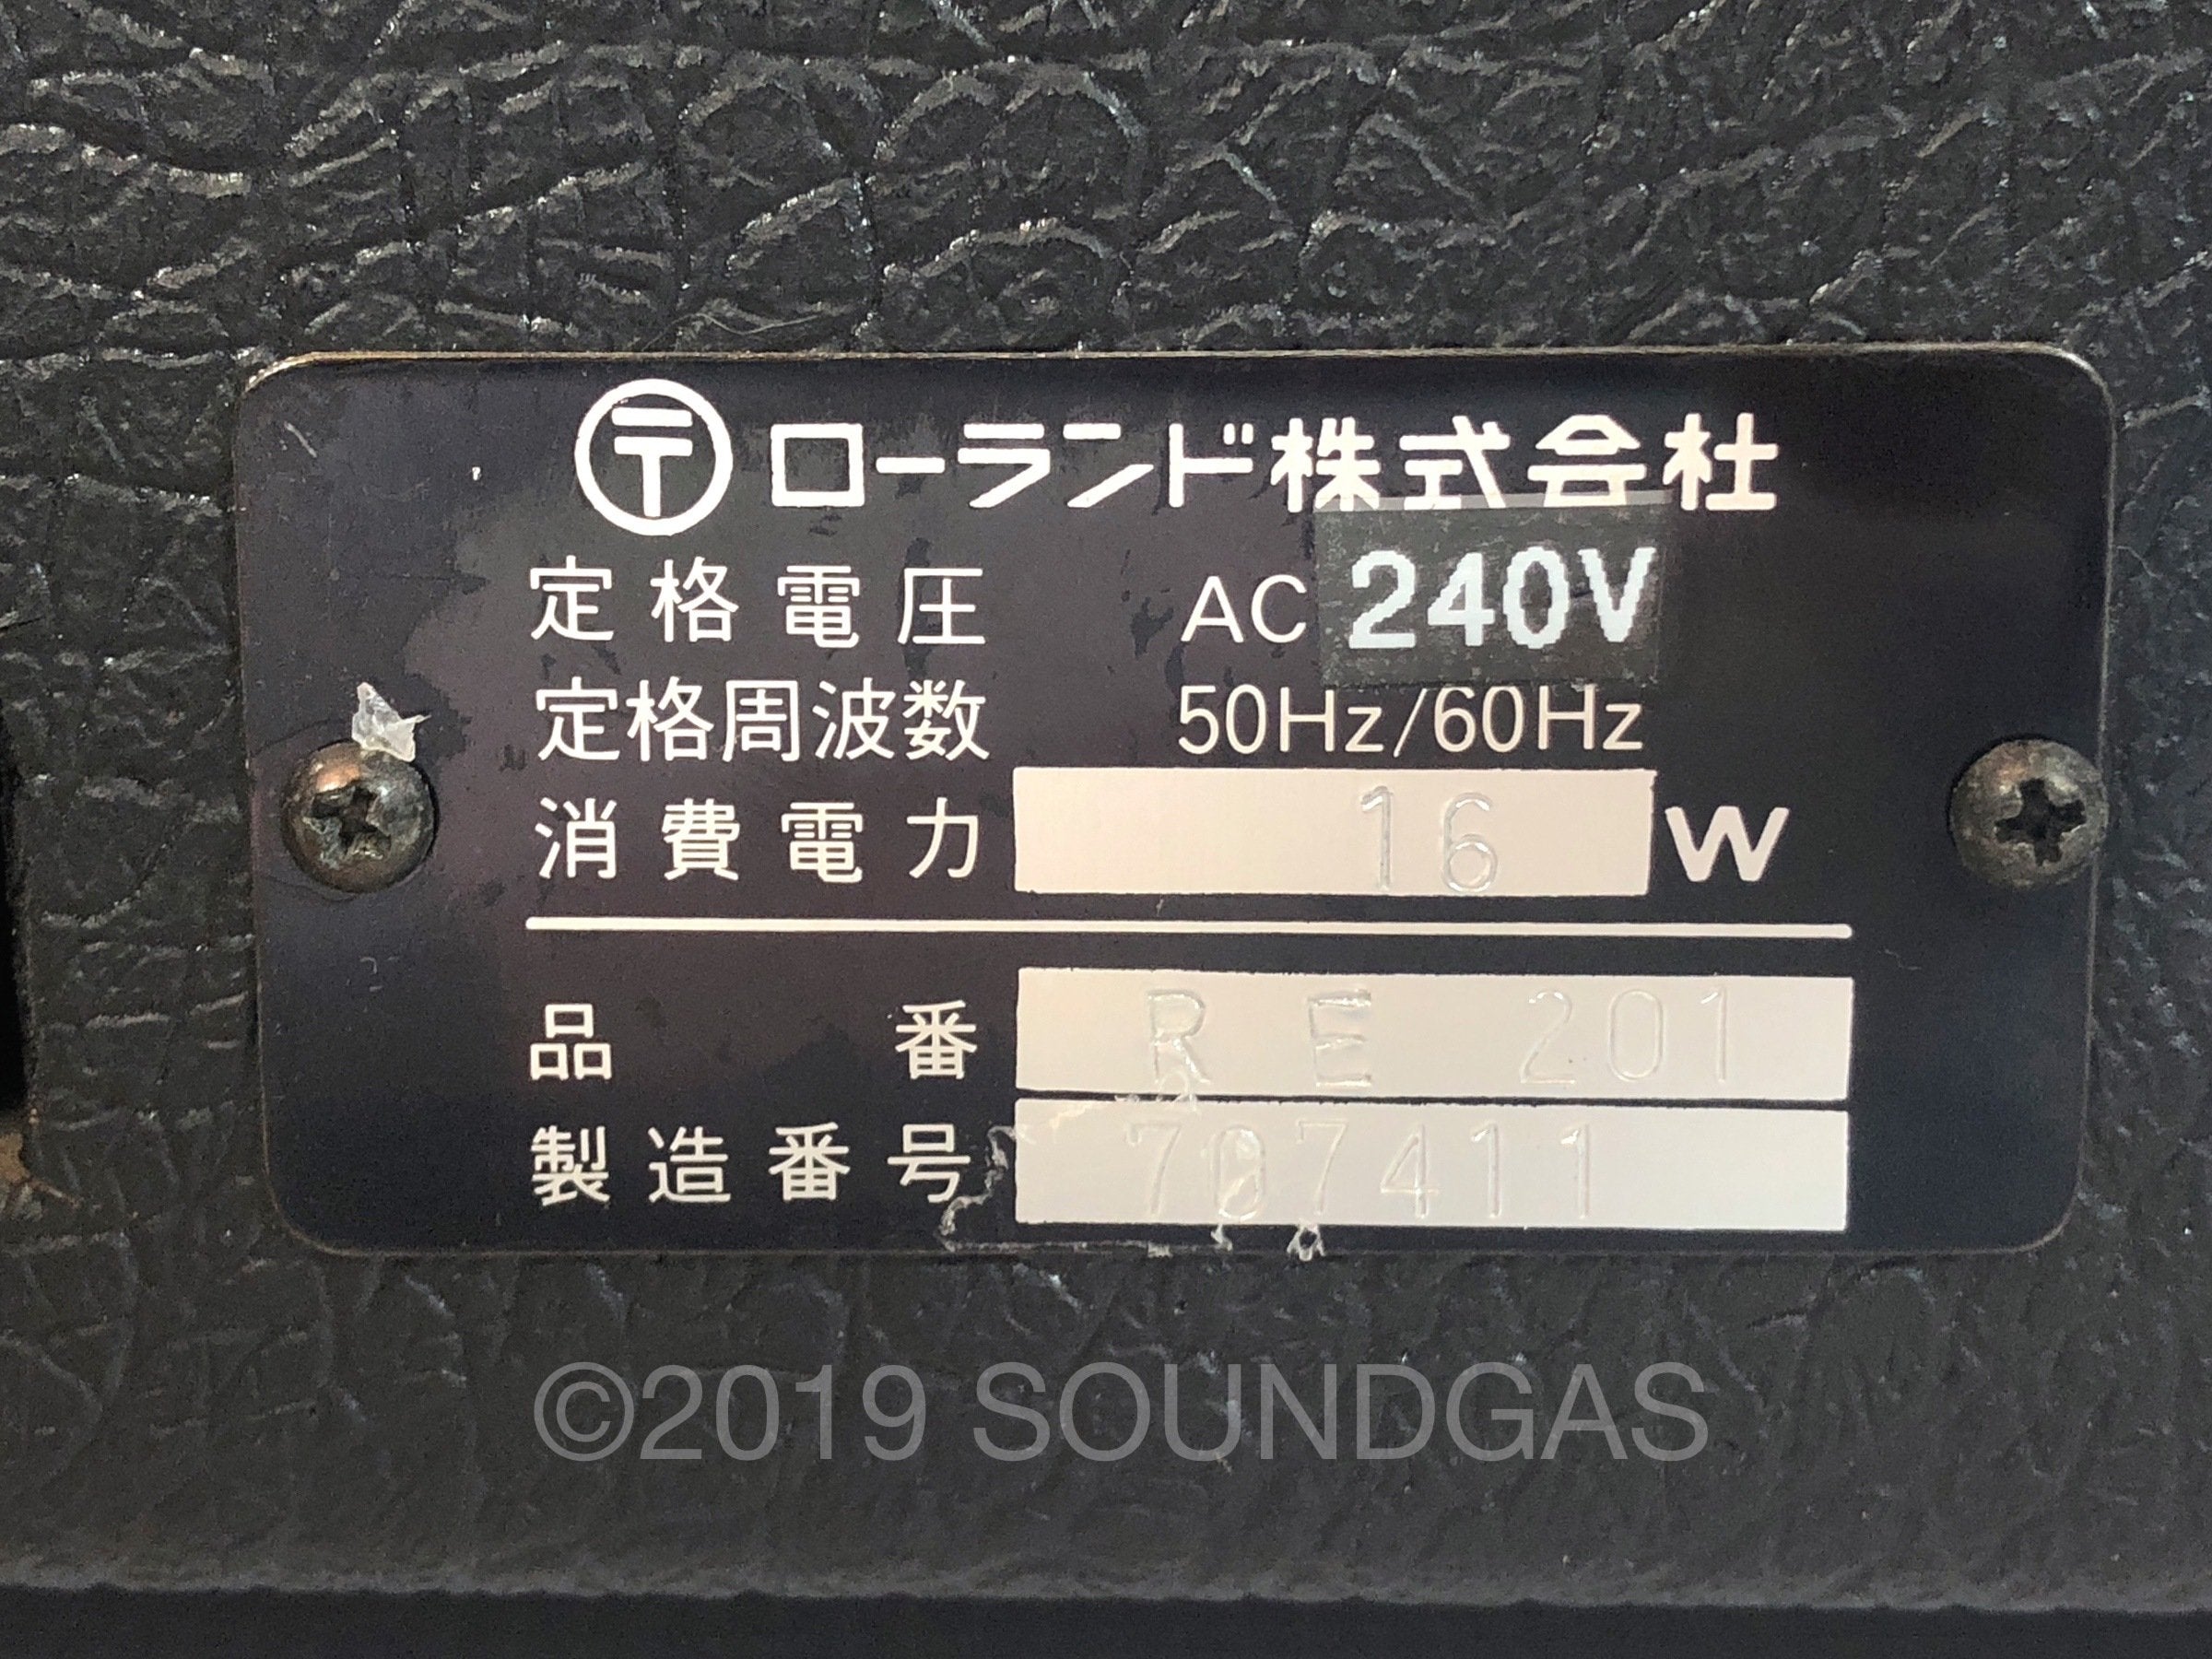 〶 ローランド株式会社
定格電圧 AC 240V
定格周波数 50Hz/60Hz
消費電力 16 W
品番 RE 201
製造番号 707411
©2019 SOUNDGAS